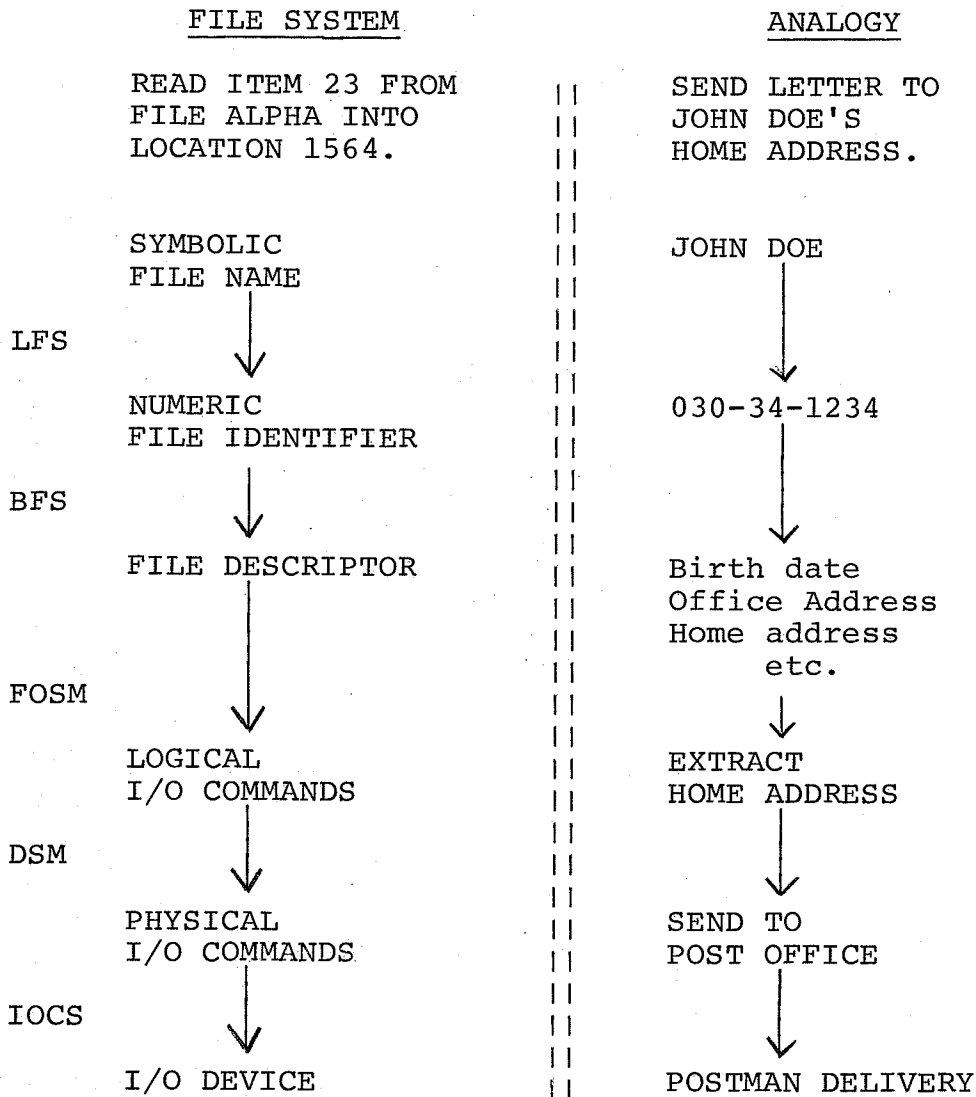 FILE SYSTEM
READ ITEM 23 FROM
FILE ALPHA INTO
LOCATION 1564.
SYMBOLIC
FILE NAME
LFS
NUMERIC
FILE IDENTIFIER
BFS
FILE DESCRIPTOR
FOSM
LOGICAL
I/O COMMANDS
DSM
PHYSICAL
I/O COMMANDS
IOCS
I/O DEVICE
ANALOGY
SEND LETTER TO
JOHN DOE'S
HOME ADDRESS.
JOHN DOE
030-34-1234
Birth date
Office Address
Home address
etc.
EXTRACT
HOME ADDRESS
SEND TO
POST OFFICE
POSTMAN DELIVERY